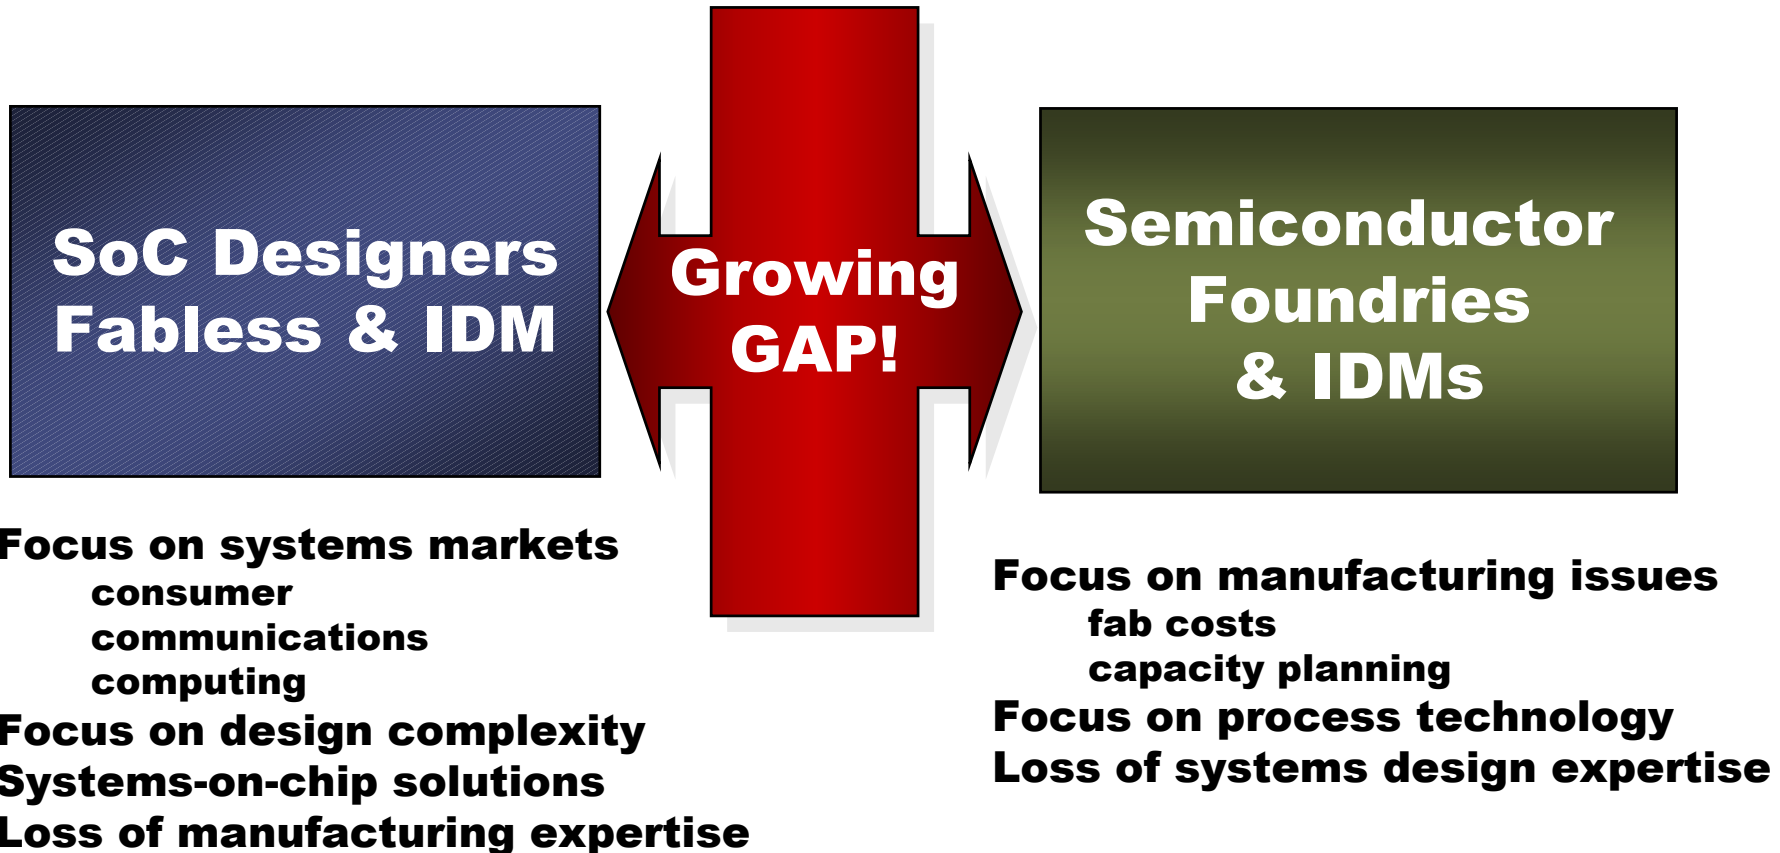 SoC Designers
Fabless & IDM
Growing
GAP!
Semiconductor
Foundries
& IDMs
Focus on systems markets
consumer
communications
computing
Focus on design complexity
Systems-on-chip solutions
Loss of manufacturing expertise
Focus on manufacturing issues
fab costs
capacity planning
Focus on process technology
Loss of systems design expertise